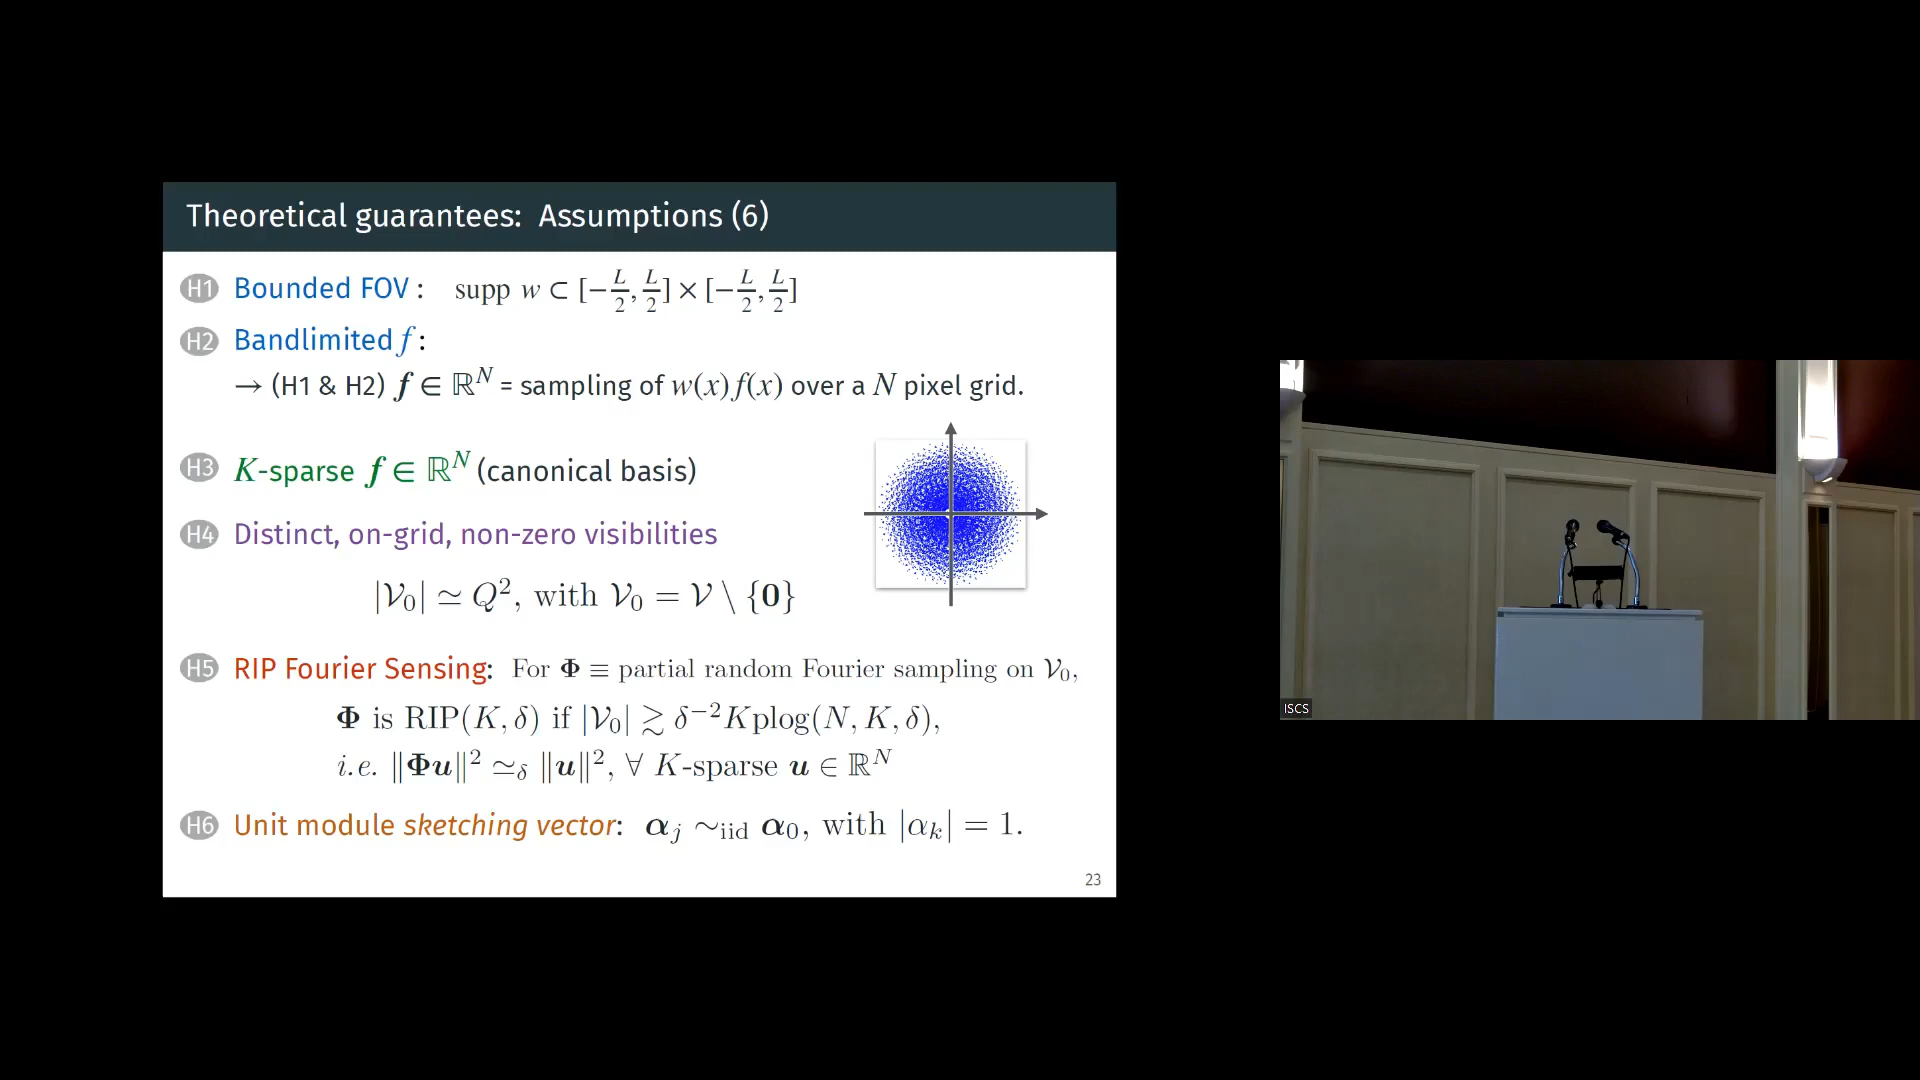 Theoretical guarantees: Assumptions (6)
H1 Bounded FOV : supp w ⊂ [−L/2, L/2] × [−L/2, L/2]
H2 Bandlimited f :
→ (H1 & H2) f ∈ ℝ^N = sampling of w(x)f(x) over a N pixel grid.
H3 K-sparse f ∈ ℝ^N (canonical basis)
H4 Distinct, on-grid, non-zero visibilities
|𝒱₀| ≃ Q², with 𝒱₀ = 𝒱 \ {0}
H5 RIP Fourier Sensing: For Φ ≡ partial random Fourier sampling on 𝒱₀,
Φ is RIP(K, δ) if |𝒱₀| ≳ δ⁻²Kplog(N, K, δ),
i.e. ‖Φu‖² ≃_δ ‖u‖², ∀ K-sparse u ∈ ℝ^N
H6 Unit module sketching vector: α_j ∼_iid α₀, with |α_k| = 1.
23
ISCS